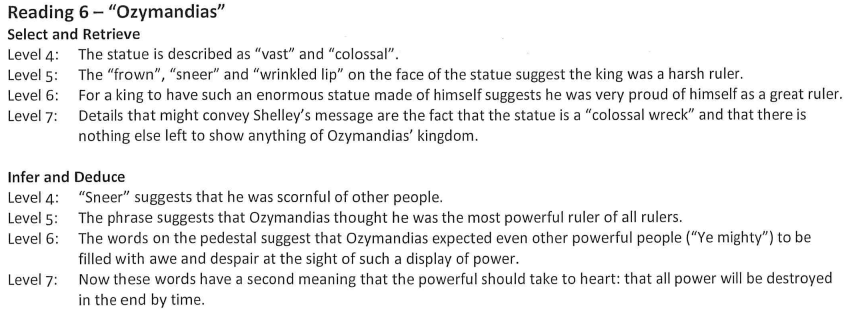 Reading 6 – “Ozymandias”
Select and Retrieve
Level 4: The statue is described as “vast” and “colossal”.
Level 5: The “frown”, “sneer” and “wrinkled lip” on the face of the statue suggest the king was a harsh ruler.
Level 6: For a king to have such an enormous statue made of himself suggests he was very proud of himself as a great ruler.
Level 7: Details that might convey Shelley’s message are the fact that the statue is a “colossal wreck” and that there is
nothing else left to show anything of Ozymandias’ kingdom.
Infer and Deduce
Level 4: “Sneer” suggests that he was scornful of other people.
Level 5: The phrase suggests that Ozymandias thought he was the most powerful ruler of all rulers.
Level 6: The words on the pedestal suggest that Ozymandias expected even other powerful people (“Ye mighty”) to be
filled with awe and despair at the sight of such a display of power.
Level 7: Now these words have a second meaning that the powerful should take to heart: that all power will be destroyed
in the end by time.